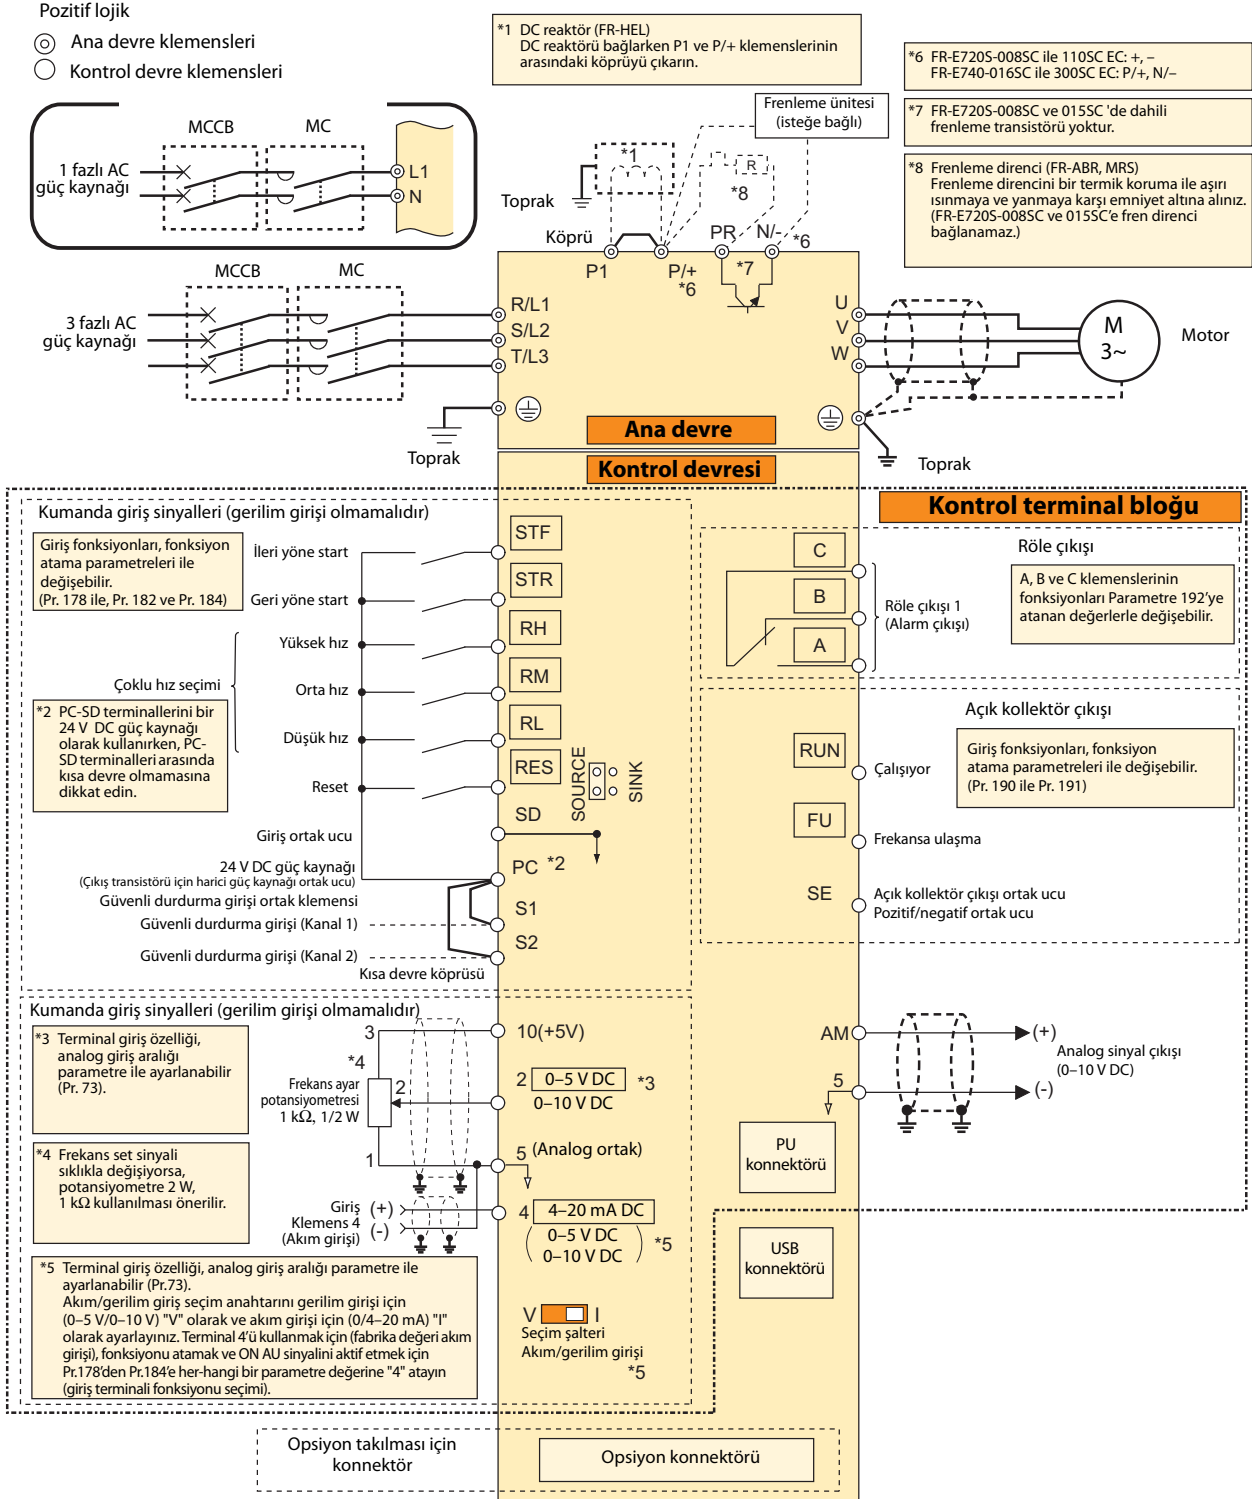 Pozitif lojik
Ana devre klemensleri
Kontrol devre klemensleri
*1 DC reaktör (FR-HEL)
DC reaktörü bağlarken P1 ve P/+ klemenslerinin
arasındaki köprüyü çıkarın.
*6 FR-E720S-008SC ile 110SC EC: +, –
FR-E740-016SC ile 300SC EC: P/+, N/–
*7 FR-E720S-008SC ve 015SC 'de dahili
frenleme transistörü yoktur.
*8 Frenleme direnci (FR-ABR, MRS)
Frenleme direncini bir termik koruma ile aşırı
ısınmaya ve yanmaya karşı emniyet altına alınız.
(FR-E720S-008SC ve 015SC'e fren direnci
bağlanamaz.)
Frenleme ünitesi
(isteğe bağlı)
MCCB
MC
1 fazlı AC
güç kaynağı
L1
N
*1
R
*8
Toprak
Köprü
PR
N/-
*6
P1
P/+
*6
*7
MCCB
MC
3 fazlı AC
güç kaynağı
R/L1
S/L2
T/L3
U
V
W
M
3~
Motor
Toprak
Ana devre
Toprak
Kontrol devresi
Kontrol terminal bloğu
Kumanda giriş sinyalleri (gerilim girişi olmamalıdır)
Giriş fonksiyonları, fonksiyon
atama parametreleri ile
değişebilir.
(Pr. 178 ile, Pr. 182 ve Pr. 184)
İleri yöne start
STF
Geri yöne start
STR
Yüksek hız
RH
Çoklu hız seçimi
Orta hız
RM
Düşük hız
RL
*2 PC-SD terminallerini bir
24 V DC güç kaynağı
olarak kullanırken, PC-
SD terminalleri arasında
kısa devre olmamasına
dikkat edin.
Reset
RES
SOURCE
SINK
Giriş ortak ucu
SD
24 V DC güç kaynağı
(Çıkış transistörü için harici güç kaynağı ortak ucu)
PC *2
Güvenli durdurma girişi ortak klemensi
Güvenli durdurma girişi (Kanal 1)
S1
Güvenli durdurma girişi (Kanal 2)
S2
Kısa devre köprüsü
Röle çıkışı
C
B
A
Röle çıkışı 1
(Alarm çıkışı)
A, B ve C klemenslerinin
fonksiyonları Parametre 192'ye
atanan değerlerle değişebilir.
Açık kollektör çıkışı
RUN
Çalışıyor
Giriş fonksiyonları, fonksiyon
atama parametreleri ile değişebilir.
(Pr. 190 ile Pr. 191)
FU
Frekansa ulaşma
SE
Açık kollektör çıkışı ortak ucu
Pozitif/negatif ortak ucu
Kumanda giriş sinyalleri (gerilim girişi olmamalıdır)
*3 Terminal giriş özelliği,
analog giriş aralığı
parametre ile ayarlanabilir
(Pr. 73).
3
*4
Frekans ayar
potansiyometresi
1 kΩ, 1/2 W
2
1
10(+5V)
2 0–5 V DC *3
0–10 V DC
*4 Frekans set sinyali
sıklıkla değişiyorsa,
potansiyometre 2 W,
1 kΩ kullanılması önerilir.
5 (Analog ortak)
Giriş (+)
Klemens 4
(Akım girişi) (-)
4 4–20 mA DC
0–5 V DC
0–10 V DC
*5
AM
(+)
Analog sinyal çıkışı
(0–10 V DC)
5
(-)
PU
konnektörü
USB
konnektörü
*5 Terminal giriş özelliği, analog giriş aralığı parametre ile
ayarlanabilir (Pr.73).
Akım/gerilim giriş seçim anahtarını gerilim girişi için
(0–5 V/0–10 V) "V" olarak ve akım girişi için (0/4–20 mA) "I"
olarak ayarlayınız. Terminal 4'ü kullanmak için (fabrika değeri akım
girişi), fonksiyonu atamak ve ON AU sinyalini aktif etmek için
Pr.178'den Pr.184'e her-hangi bir parametre değerine "4" atayın
(giriş terminali fonksiyonu seçimi).
V I
Seçim şalteri
Akım/gerilim girişi
*5
Opsiyon takılması için
konnektör
Opsiyon konnektörü